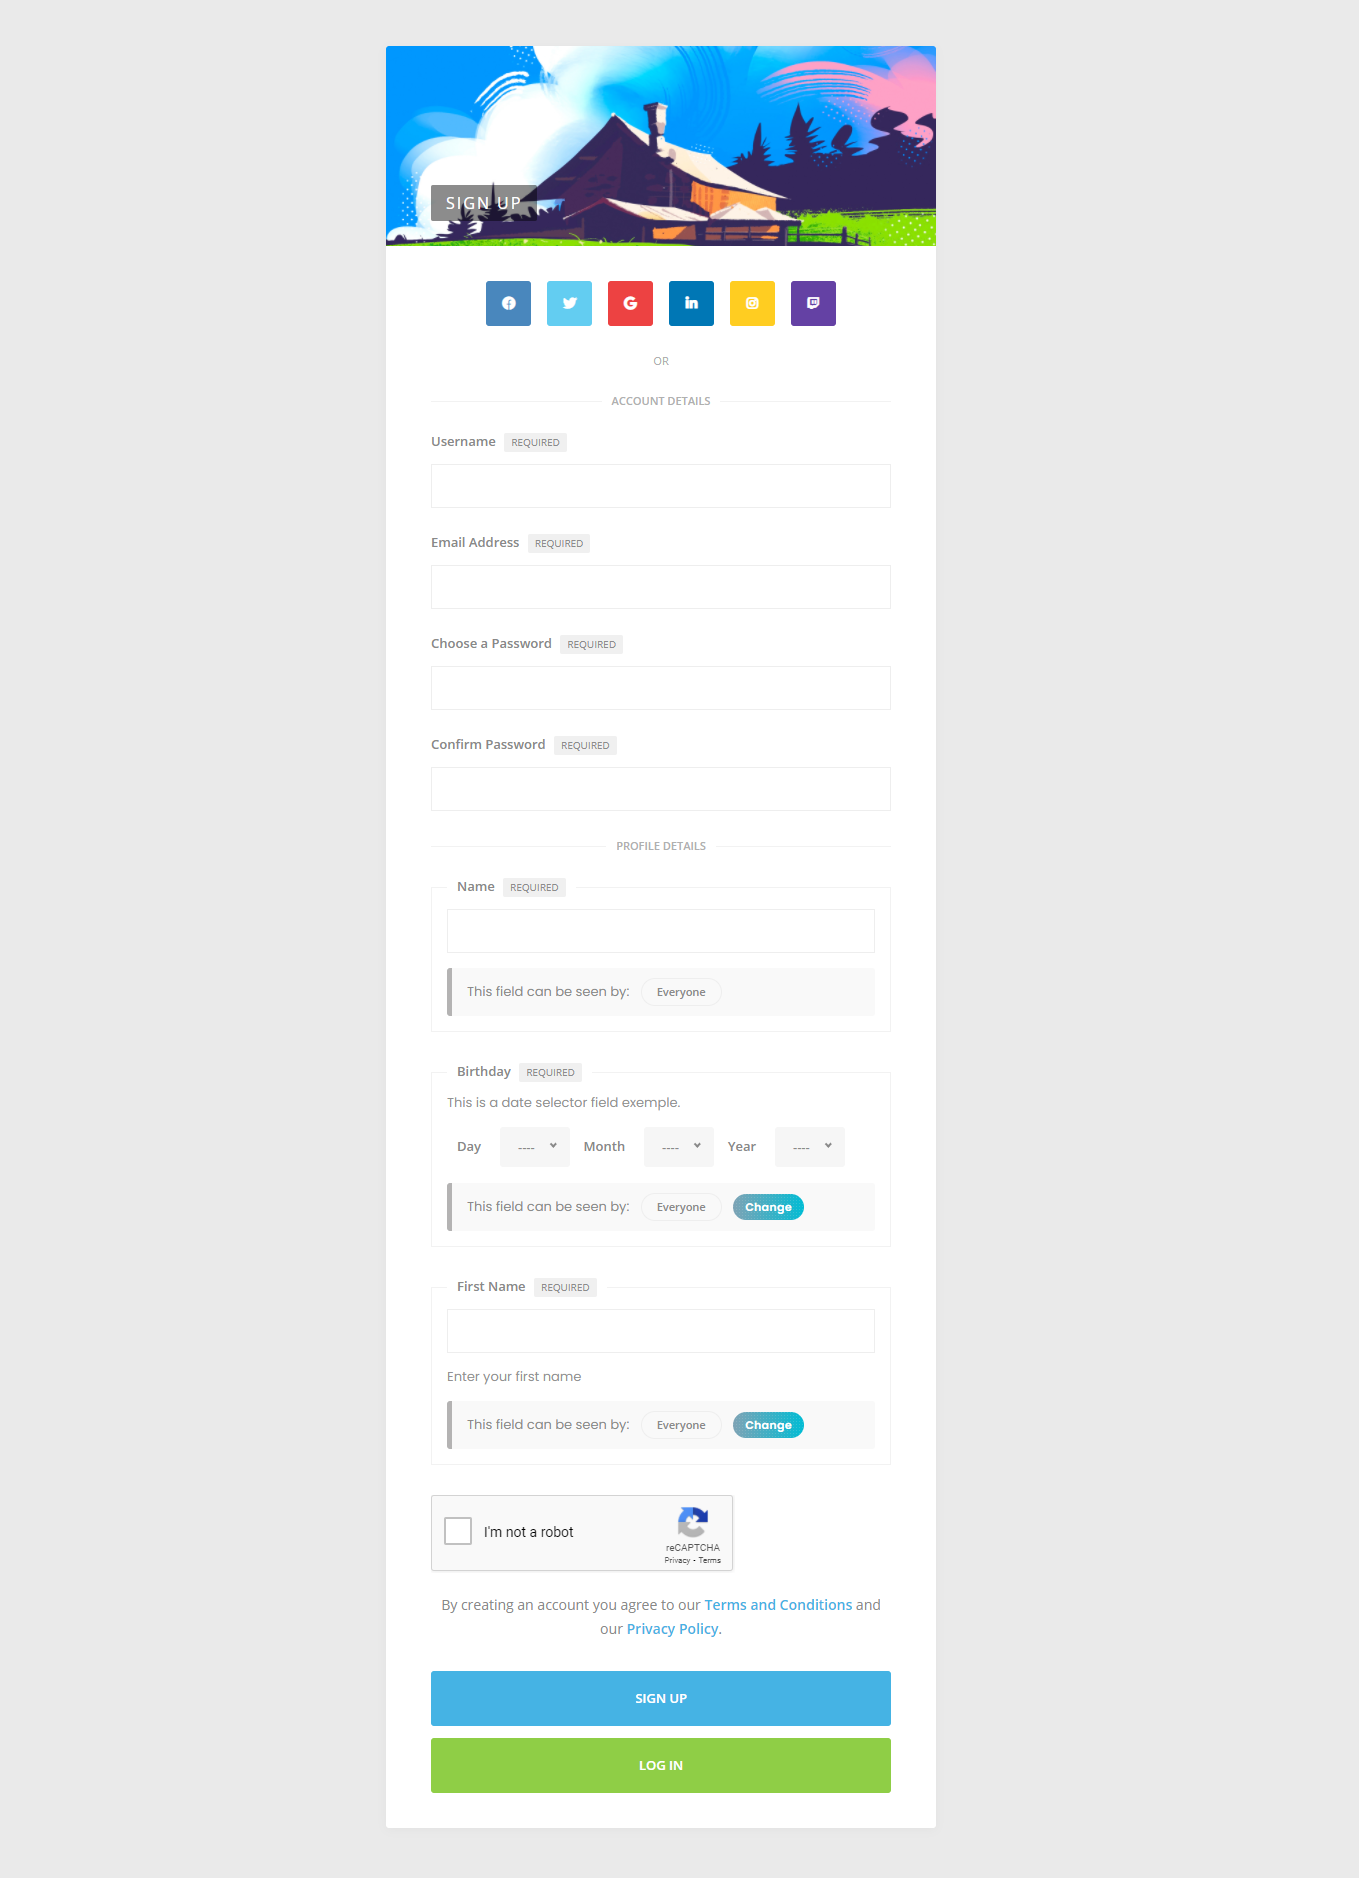 SIGN UP
OR
ACCOUNT DETAILS
Username REQUIRED
Email Address REQUIRED
Choose a Password REQUIRED
Confirm Password REQUIRED
PROFILE DETAILS
Name REQUIRED
This field can be seen by: Everyone
Birthday REQUIRED
This is a date selector field exemple.
Day ---- Month ---- Year ----
This field can be seen by: Everyone Change
First Name REQUIRED
Enter your first name
This field can be seen by: Everyone Change
I'm not a robot
reCAPTCHA
Privacy - Terms
By creating an account you agree to our Terms and Conditions and
our Privacy Policy.
SIGN UP
LOG IN